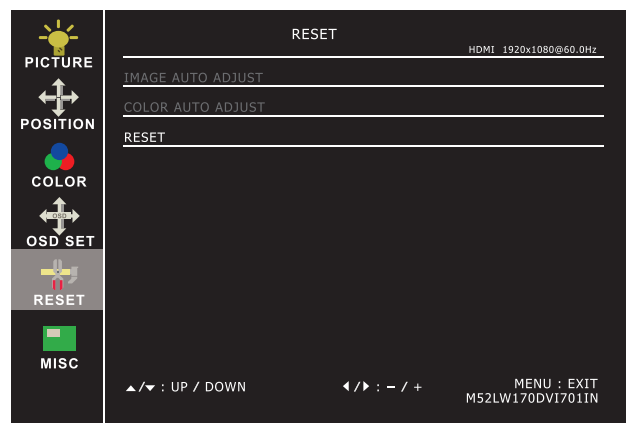 PICTURE
POSITION
COLOR
OSD
OSD SET
RESET
MISC
RESET
HDMI 1920x1080@60.0Hz
IMAGE AUTO ADJUST
COLOR AUTO ADJUST
RESET
▲/▼ : UP / DOWN ◀/▶ : – / + MENU : EXIT
M52LW170DVI701IN